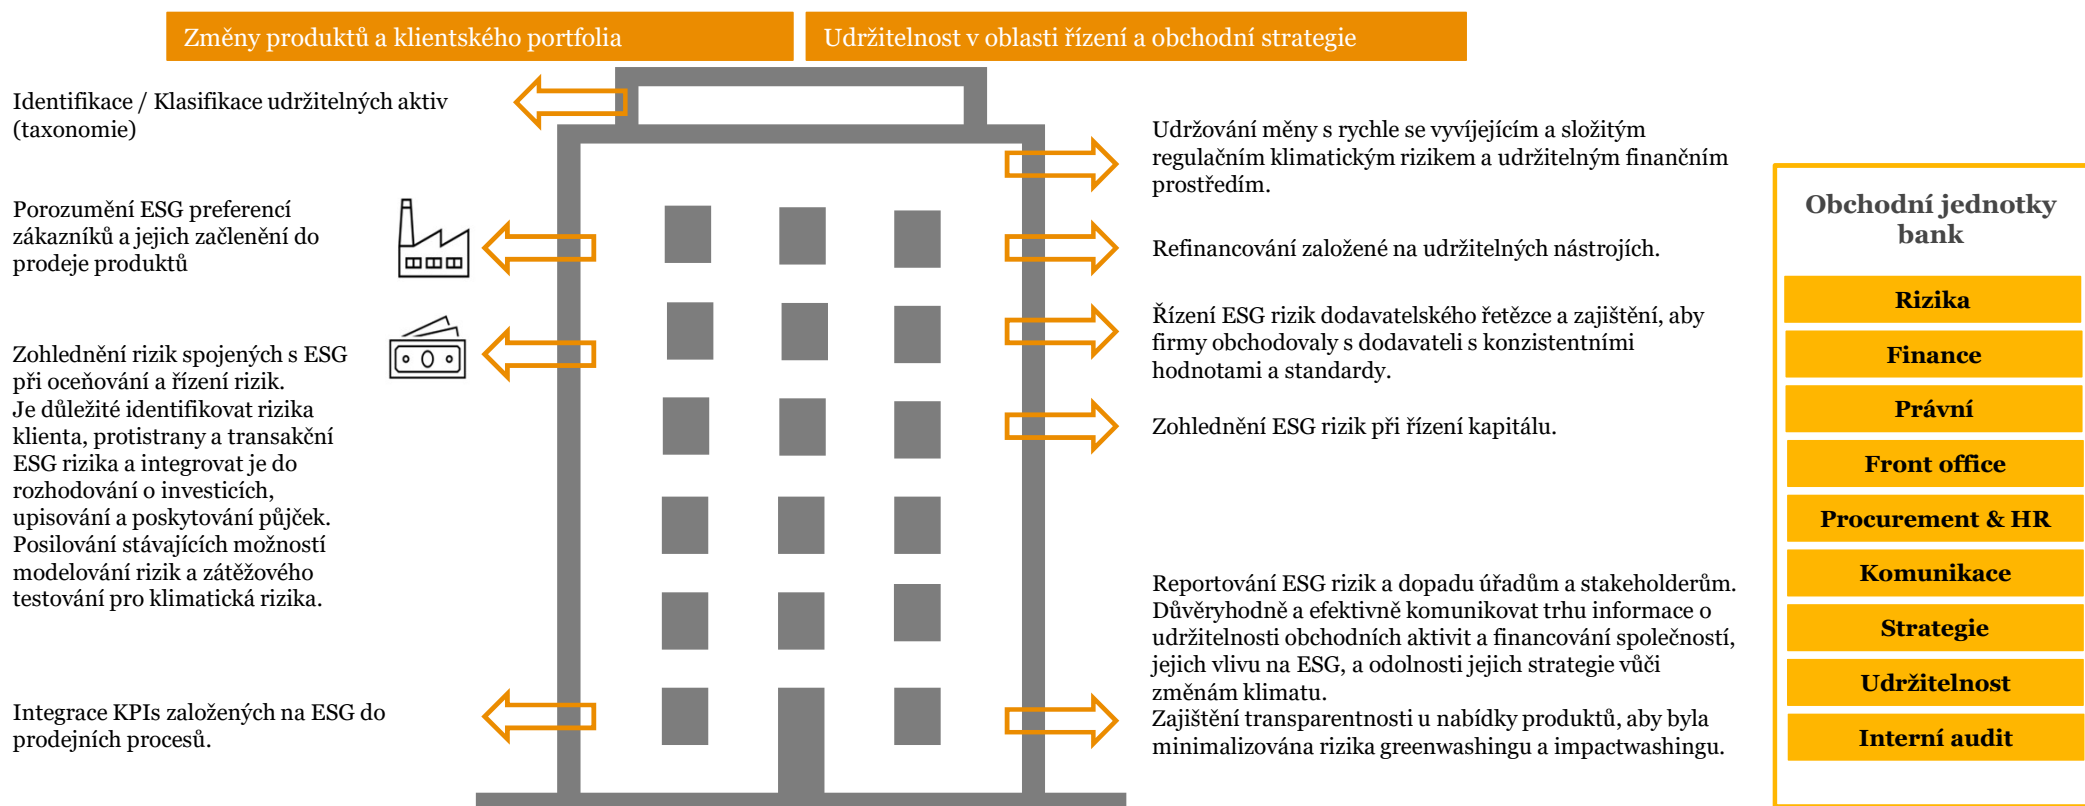 Změny produktů a klientského portfolia
Udržitelnost v oblasti řízení a obchodní strategie
Identifikace / Klasifikace udržitelných aktiv
(taxonomie)
Porozumění ESG preferencí
zákazníků a jejich začlenění do
prodeje produktů
Zohlednění rizik spojených s ESG
při oceňování a řízení rizik.
Je důležité identifikovat rizika
klienta, protistrany a transakční
ESG rizika a integrovat je do
rozhodování o investicích,
upisování a poskytování půjček.
Posilování stávajících možností
modelování rizik a zátěžového
testování pro klimatická rizika.
Integrace KPIs založených na ESG do
prodejních procesů.
Udržování měny s rychle se vyvíjejícím a složitým
regulačním klimatickým rizikem a udržitelným finančním
prostředím.
Refinancování založené na udržitelných nástrojích.
Řízení ESG rizik dodavatelského řetězce a zajištění, aby
firmy obchodovaly s dodavateli s konzistentními
hodnotami a standardy.
Zohlednění ESG rizik při řízení kapitálu.
Reportování ESG rizik a dopadu úřadům a stakeholderům.
Důvěryhodně a efektivně komunikovat trhu informace o
udržitelnosti obchodních aktivit a financování společností,
jejich vlivu na ESG, a odolnosti jejich strategie vůči
změnám klimatu.
Zajištění transparentnosti u nabídky produktů, aby byla
minimalizována rizika greenwashingu a impactwashingu.
Obchodní jednotky
bank
Rizika
Finance
Právní
Front office
Procurement & HR
Komunikace
Strategie
Udržitelnost
Interní audit